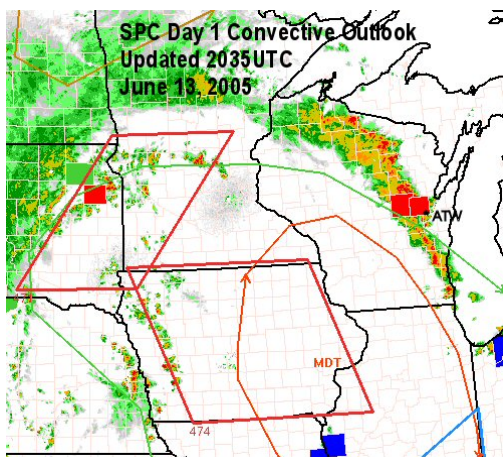 SPC Day 1 Convective Outlook
Updated 2035UTC
June 13, 2005
ATW
MDT
474